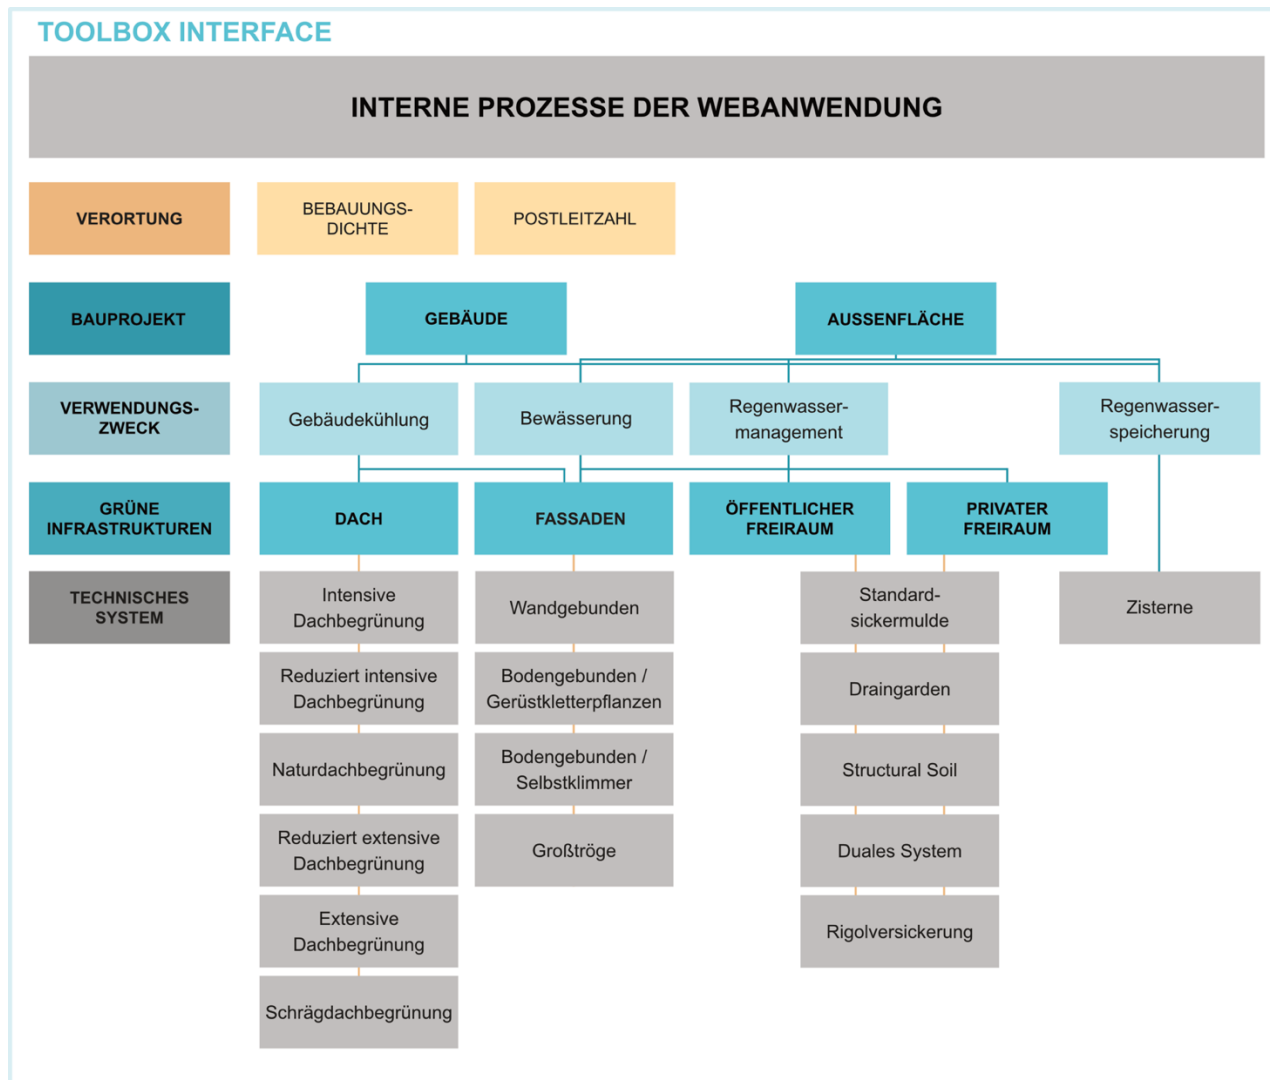 TOOLBOX INTERFACE
INTERNE PROZESSE DER WEBANWENDUNG
VERORTUNG
BEBAUUNGS-
DICHTE
POSTLEITZAHL
BAUPROJEKT
GEBÄUDE
AUSSENFLÄCHE
VERWENDUNGS-
ZWECK
Gebäudekühlung
Bewässerung
Regenwasser-
management
Regenwasser-
speicherung
GRÜNE
INFRASTRUKTUREN
DACH
FASSADEN
ÖFFENTLICHER
FREIRAUM
PRIVATER
FREIRAUM
TECHNISCHES
SYSTEM
Intensive
Dachbegrünung
Wandgebunden
Standard-
sickermulde
Zisterne
Reduziert intensive
Dachbegrünung
Bodengebunden /
Gerüstkletterpflanzen
Draingarden
Naturdachbegrünung
Bodengebunden /
Selbstklimmer
Structural Soil
Reduziert extensive
Dachbegrünung
Großtröge
Duales System
Extensive
Dachbegrünung
Rigolversickerung
Schrägdachbegrünung